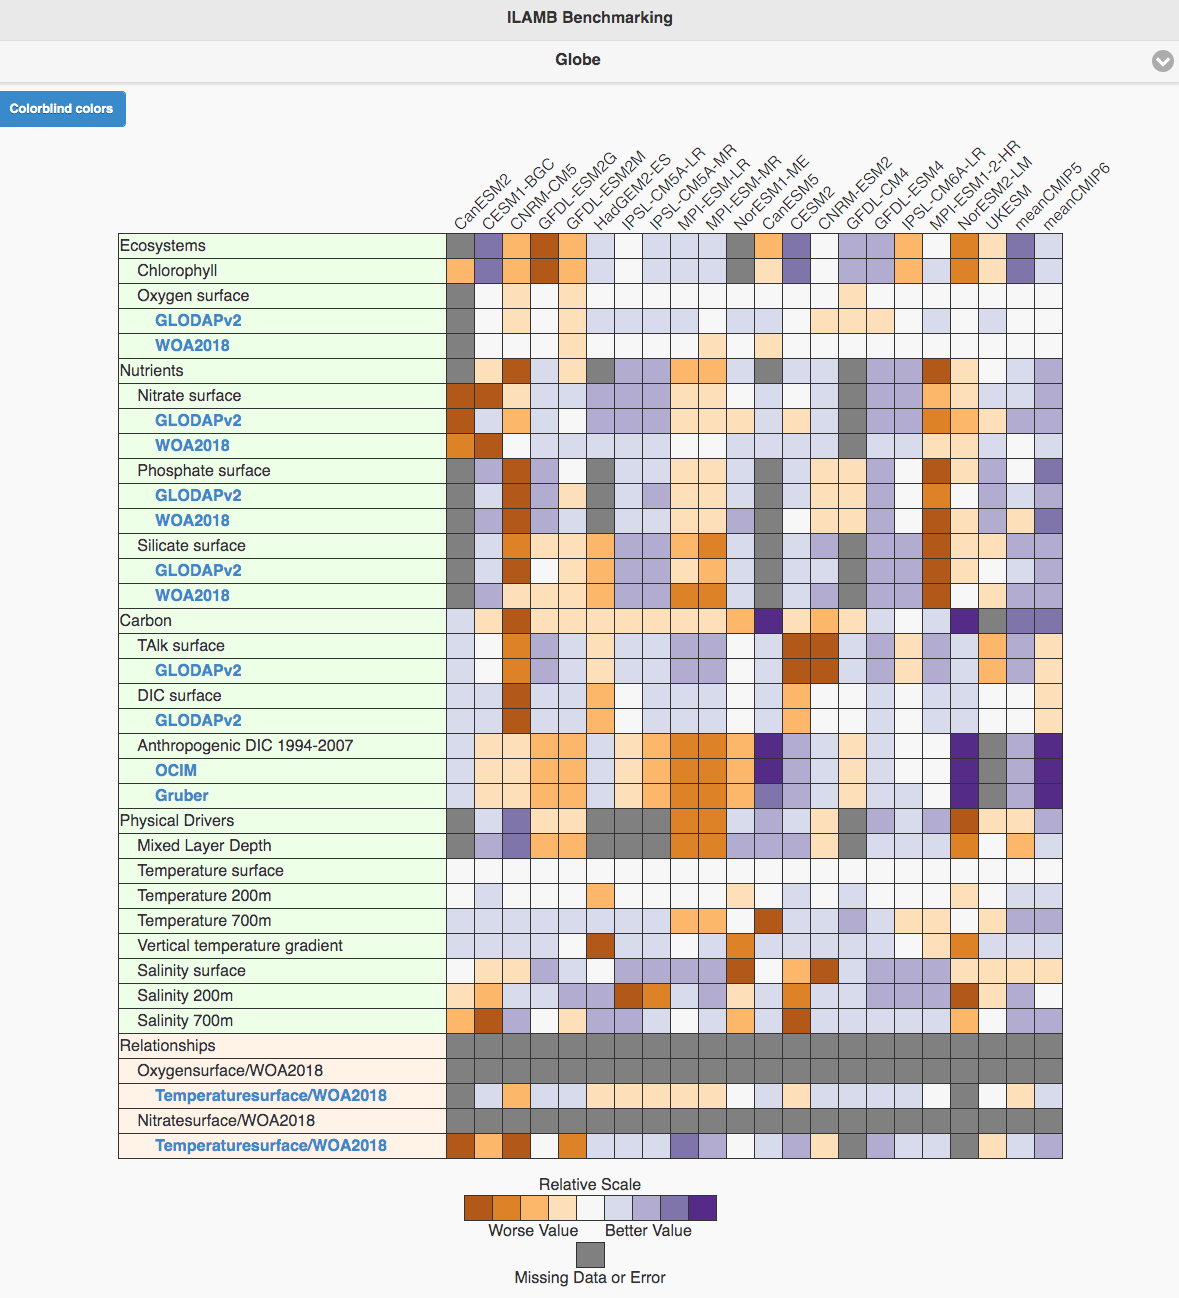 ILAMB Benchmarking
Globe
Colorblind colors
CanESM2
CESM1-BGC
CNRM-CM5
GFDL-ESM2G
GFDL-ESM2M
HadGEM2-ES
IPSL-CM5A-LR
IPSL-CM5A-MR
MPI-ESM-LR
MPI-ESM-MR
NorESM1-ME
CanESM5
CESM2
CNRM-ESM2
GFDL-CM4
GFDL-ESM4
IPSL-CM6A-LR
MPI-ESM1-2-HR
NorESM2-LM
UKESM
meanCMIP5
meanCMIP6
Ecosystems
Chlorophyll
Oxygen surface
GLODAPv2
WOA2018
Nutrients
Nitrate surface
GLODAPv2
WOA2018
Phosphate surface
GLODAPv2
WOA2018
Silicate surface
GLODAPv2
WOA2018
Carbon
TAlk surface
GLODAPv2
DIC surface
GLODAPv2
Anthropogenic DIC 1994-2007
OCIM
Gruber
Physical Drivers
Mixed Layer Depth
Temperature surface
Temperature 200m
Temperature 700m
Vertical temperature gradient
Salinity surface
Salinity 200m
Salinity 700m
Relationships
Oxygensurface/WOA2018
Temperaturesurface/WOA2018
Nitratesurface/WOA2018
Temperaturesurface/WOA2018
Relative Scale
Worse Value Better Value
Missing Data or Error